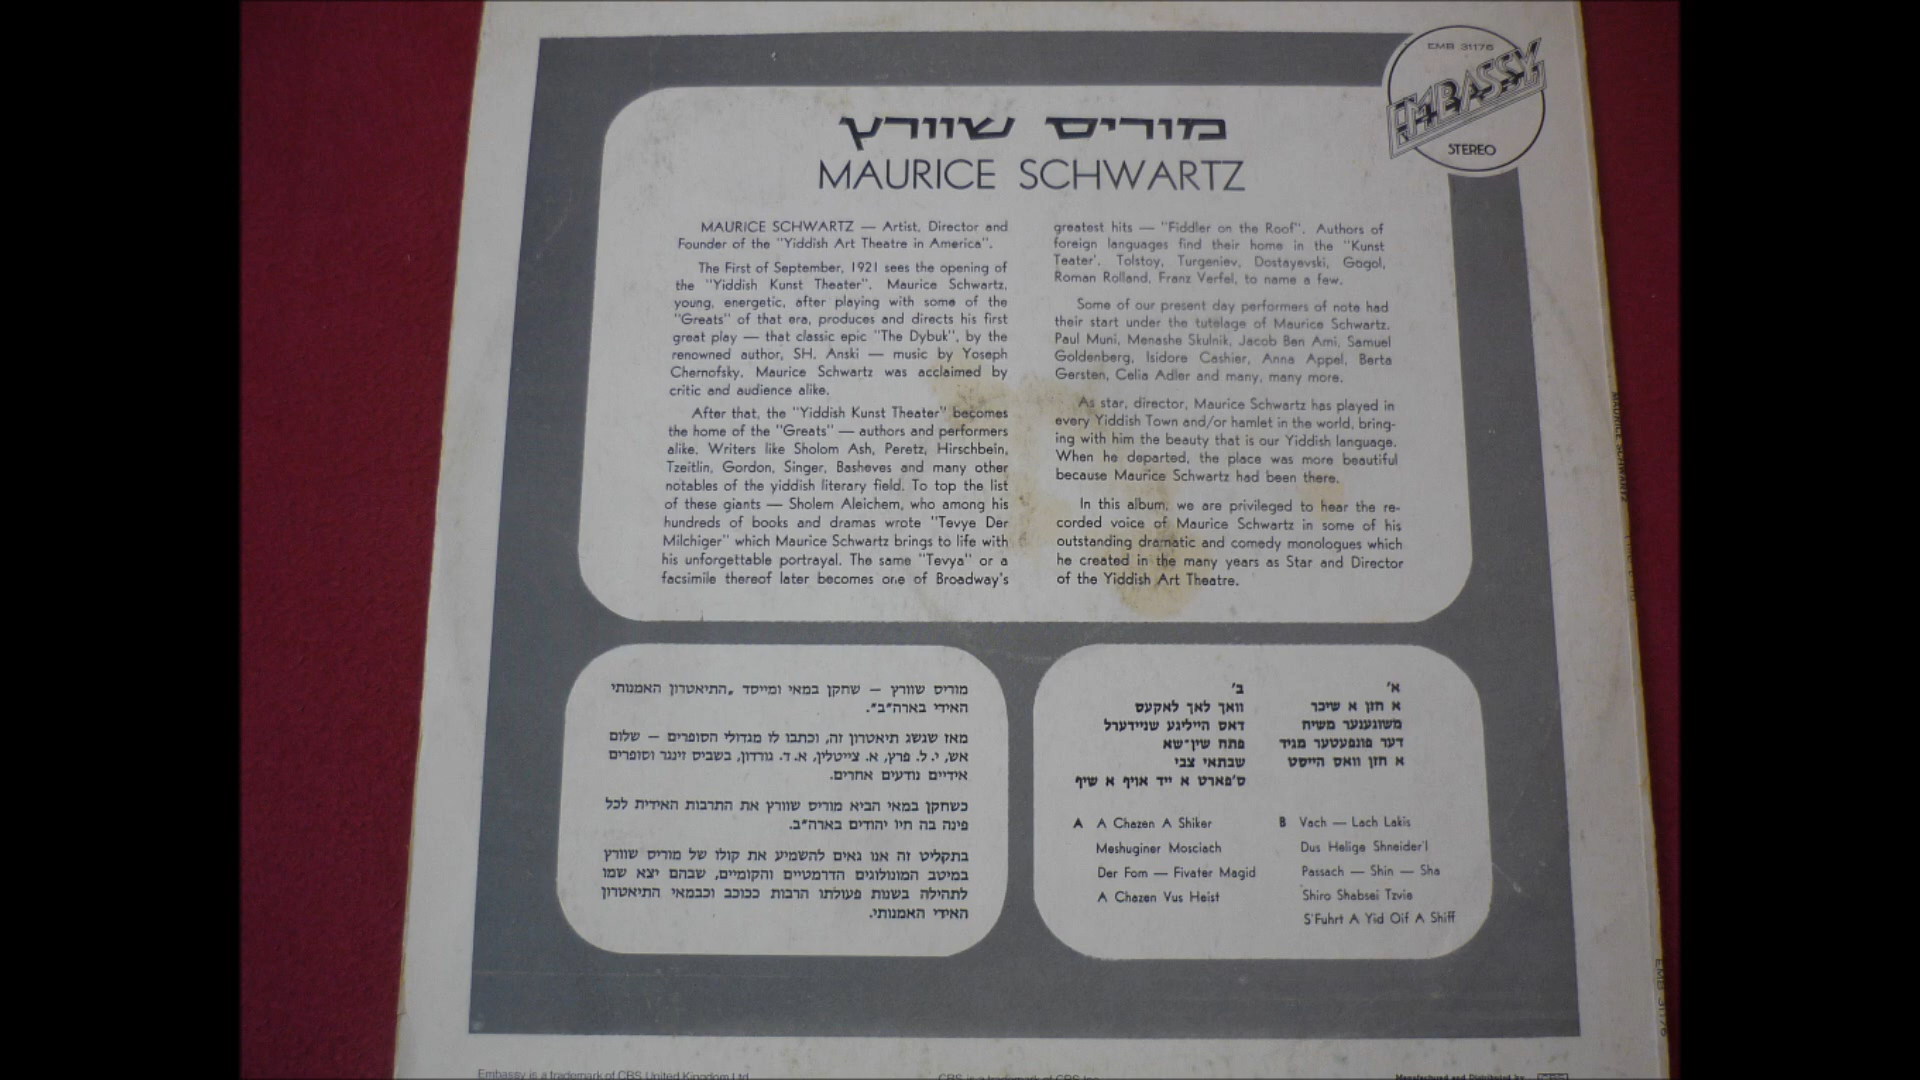 EMB 31176
EMBASSY
STEREO
מוריס שוורץ
MAURICE SCHWARTZ
MAURICE SCHWARTZ — Artist, Director and
Founder of the "Yiddish Art Theatre in America".
The First of September, 1921 sees the opening of
the "Yiddish Kunst Theater". Maurice Schwartz,
young, energetic, after playing with some of the
"Greats" of that era, produces and directs his first
great play — that classic epic "The Dybuk", by the
renowned author, SH. Anski — music by Yoseph
Chernofsky. Maurice Schwartz was acclaimed by
critic and audience alike.
After that, the "Yiddish Kunst Theater" becomes
the home of the "Greats" — authors and performers
alike. Writers like Sholom Ash, Peretz, Hirschbein,
Tzeitlin, Gordon, Singer, Basheves and many other
notables of the yiddish literary field. To top the list
of these giants — Sholem Aleichem, who among his
hundreds of books and dramas wrote "Tevye Der
Milchiger" which Maurice Schwartz brings to life with
his unforgettable portrayal. The same "Tevya" or a
facsimile thereof later becomes one of Broadway's
greatest hits — "Fiddler on the Roof". Authors of
foreign languages find their home in the "Kunst
Teater'. Tolstoy, Turgeniev, Dostayevski, Gogol,
Roman Rolland, Franz Verfel, to name a few.
Some of our present day performers of note had
their start under the tutelage of Maurice Schwartz.
Paul Muni, Menashe Skulnik, Jacob Ben Ami, Samuel
Goldenberg, Isidore Cashier, Anna Appel, Berta
Gersten, Celia Adler and many, many more.
As star, director, Maurice Schwartz has played in
every Yiddish Town and/or hamlet in the world, bring-
ing with him the beauty that is our Yiddish language.
When he departed, the place was more beautiful
because Maurice Schwartz had been there.
In this album, we are privileged to hear the re-
corded voice of Maurice Schwartz in some of his
outstanding dramatic and comedy monologues which
he created in the many years as Star and Director
of the Yiddish Art Theatre.
מוריס שוורץ – שחקן במאי ומייסד „התיאטרון האמנותי
האידי בארה״ב״.
מאז שגשג תיאטרון זה, וכתבו לו מגדולי הסופרים – שלום
אש, י. ל. פרץ, א. צייטלין, א. ד. גורדון, בשביס זינגר וסופרים
אידיים נודעים אחרים.
כשחקן במאי הביא מוריס שוורץ את התרבות האידית לכל
פינה בה חיו יהודים בארה״ב.
בתקליט זה אנו גאים להשמיע את קולו של מוריס שוורץ
במיטב המונולוגים הדרמטיים והקומיים, שבהם יצא שמו
לתהילה בשנות פעולתו הרבות ככוכב וכבמאי התיאטרון
האידי האמנותי.
א'
א חזן א שיכר
משוגענער משיח
דער פונפעטער מגיד
א חזן וואס הייסט
ב'
וואך לאך לאקעס
דאס הייליגע שניידערל
פתח שין־שא
שבתאי צבי
ס'פארט א ייד אויף א שיף
A A Chazen A Shiker
Meshuginer Mosciach
Der Fom — Fivater Magid
A Chazen Vus Heist
B Vach — Lach Lakis
Dus Helige Shneider'l
Passach — Shin — Sha
Shiro Shabsei Tzvie
S'Fuhrt A Yid Oif A Shiff
MAURICE SCHWARTZ
EMB 31176
Embassy is a trademark of CBS United Kingdom Ltd.
CBS is a trademark of CBS Inc.
Manufactured and Distributed by